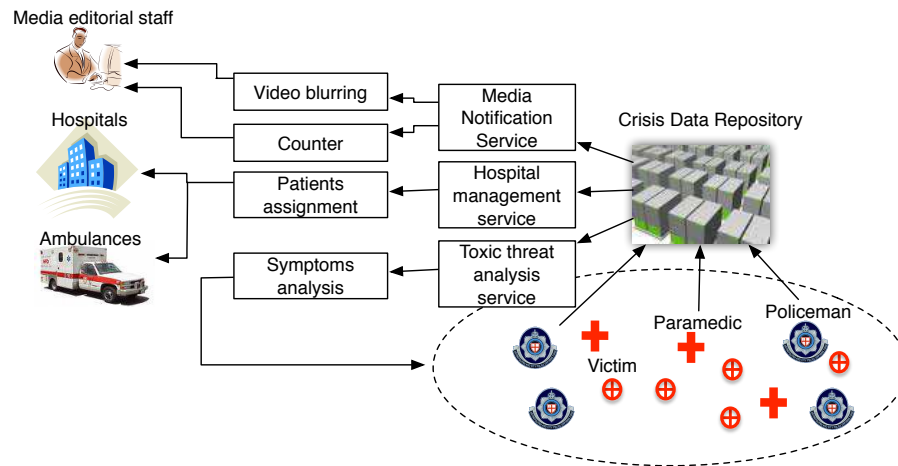 Media editorial staff
Video blurring
Media
Notification
Service
Crisis Data Repository
Hospitals
Counter
Patients
assignment
Hospital
management
service
Ambulances
Symptoms
analysis
Toxic threat
analysis
service
Paramedic
Policeman
Victim